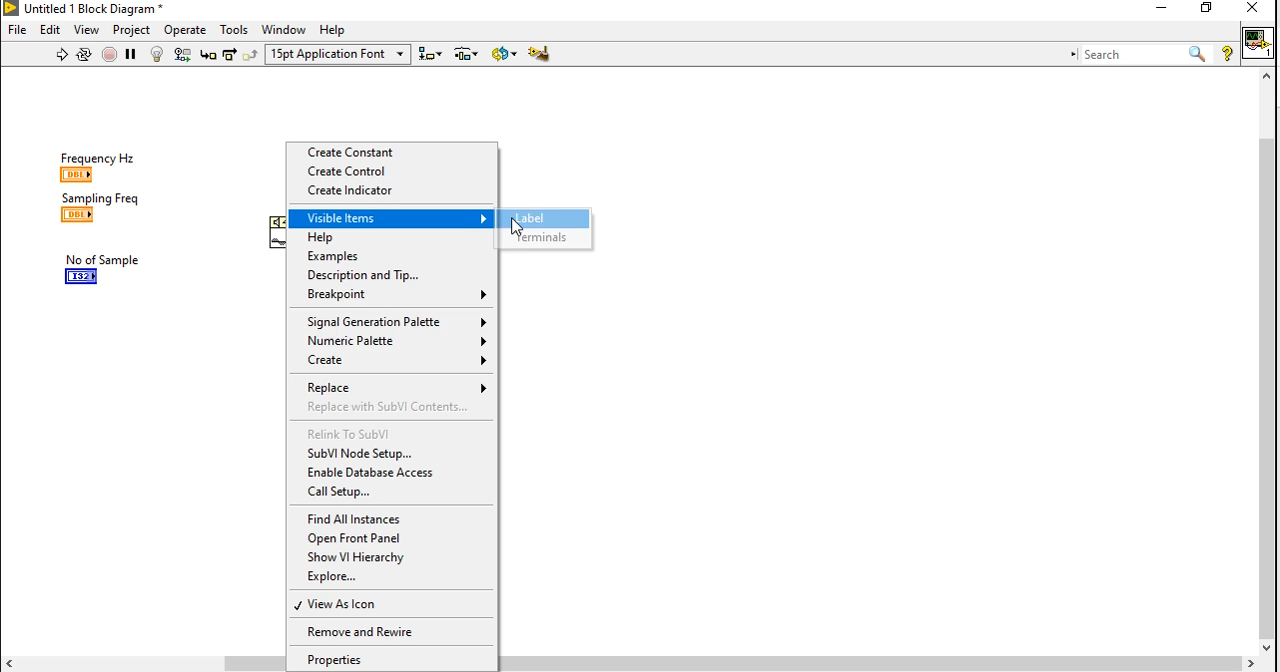 Untitled 1 Block Diagram *
File Edit View Project Operate Tools Window Help
15pt Application Font
Search
?
1
Frequency Hz
DBL
Sampling Freq
DBL
No of Sample
I32
Create Constant
Create Control
Create Indicator
Visible Items
Help
Examples
Description and Tip...
Breakpoint
Signal Generation Palette
Numeric Palette
Create
Replace
Replace with SubVI Contents...
Relink To SubVI
SubVI Node Setup...
Enable Database Access
Call Setup...
Find All Instances
Open Front Panel
Show VI Hierarchy
Explore...
✓ View As Icon
Remove and Rewire
Properties
Label
Terminals